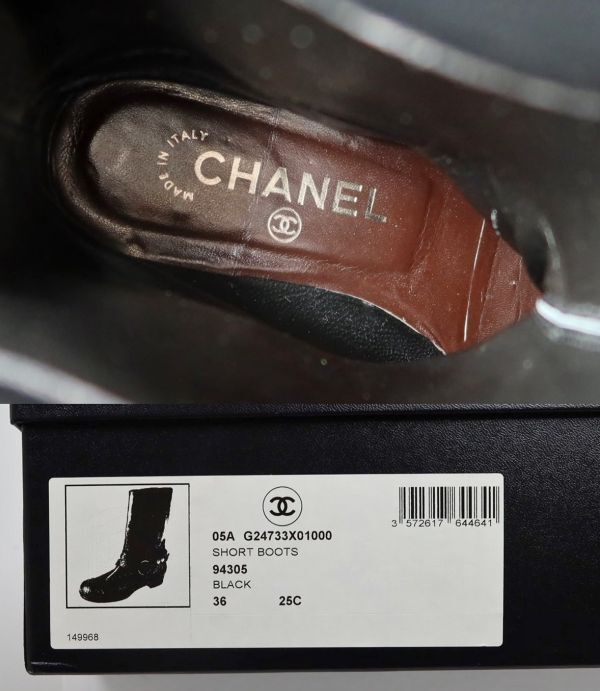 MADE IN ITALY
CHANEL
05A G24733X01000
SHORT BOOTS
94305
BLACK
36 25C
3 572617 644641
149968